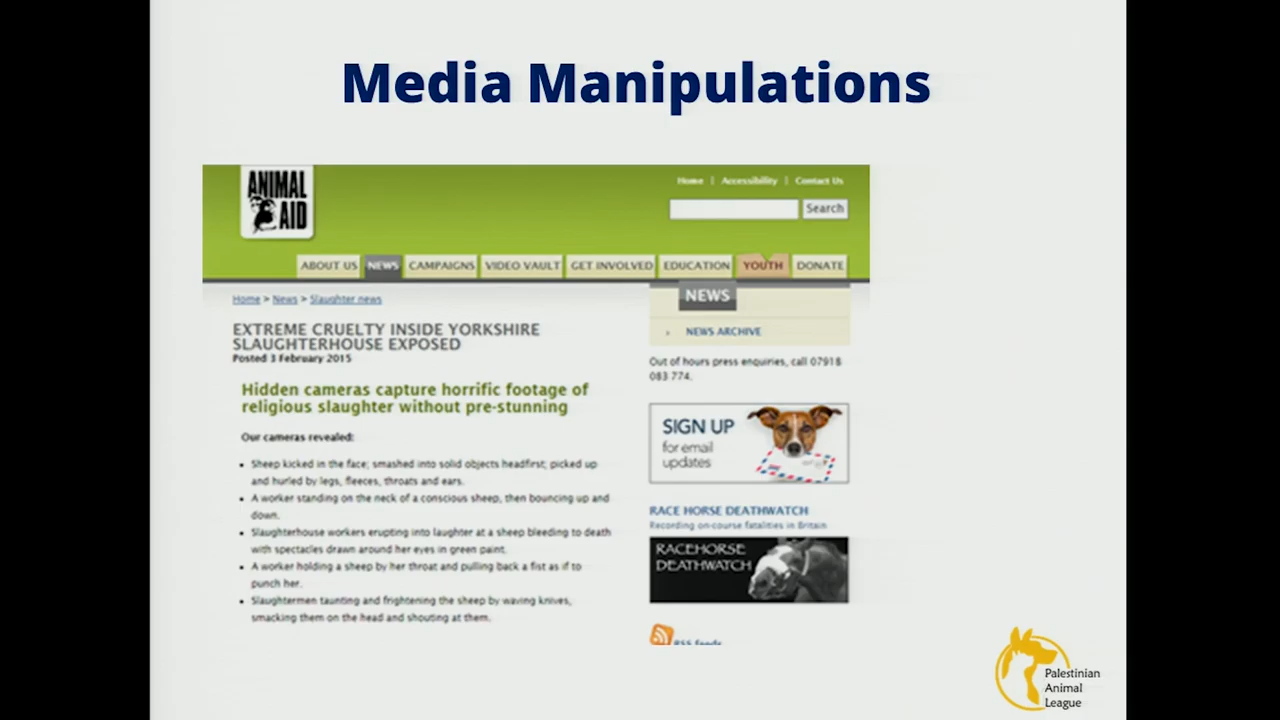 Media Manipulations
ANIMAL
AID
Home | Accessibility | Contact Us
Search
ABOUT US NEWS CAMPAIGNS VIDEO VAULT GET INVOLVED EDUCATION YOUTH DONATE
Home > News > Slaughter news
EXTREME CRUELTY INSIDE YORKSHIRE
SLAUGHTERHOUSE EXPOSED
Posted 3 February 2015
Hidden cameras capture horrific footage of
religious slaughter without pre-stunning
Our cameras revealed:
• Sheep kicked in the face; smashed into solid objects headfirst; picked up
and hurled by legs, fleeces, throats and ears.
• A worker standing on the neck of a conscious sheep, then bouncing up and
down.
• Slaughterhouse workers erupting into laughter at a sheep bleeding to death
with spectacles drawn around her eyes in green paint.
• A worker holding a sheep by her throat and pulling back a fist as if to
punch her.
• Slaughtermen taunting and frightening the sheep by waving knives,
smacking them on the head and shouting at them.
NEWS
› NEWS ARCHIVE
Out of hours press enquiries, call 07918
083 774.
SIGN UP
for email
updates
RACE HORSE DEATHWATCH
Recording on-course fatalities in Britain
RACEHORSE
DEATHWATCH
RSS feeds
Palestinian
Animal
League